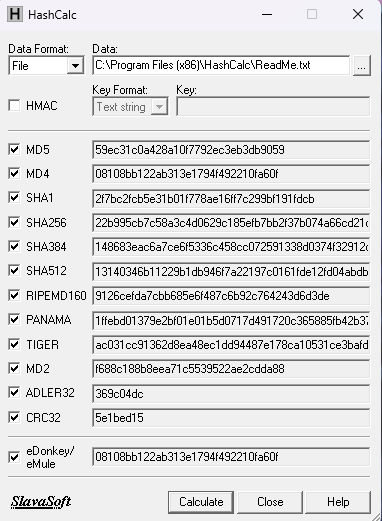 HashCalc
Data Format: Data:
File C:\Program Files (x86)\HashCalc\ReadMe.txt ...
Key Format: Key:
HMAC Text string
MD5 59ec31c0a428a10f7792ec3eb3db9059
MD4 08108bb122ab313e1794f492210fa60f
SHA1 2f7bc2fcb5e31b01f778ae16ff7c299bf191fdcb
SHA256 22b995cb7c58a3c4d0629c185efb7bb2f37b074a66cd21c
SHA384 148683eac6a7ce6f5336c458cc072591338d0374f32912c
SHA512 13140346b11229b1db946f7a22197c0161fde12fd04abdb
RIPEMD160 9126cefda7cbb685e6f487c6b92c764243d6d3de
PANAMA 1ffebd01379e2bf01e01b5d0717d491720c365885fb42b37
TIGER ac031cc91362d8ea48ec1dd94487e178ca10531ce3bafd
MD2 f688c188b8eea71c5539522ae2cdda88
ADLER32 369c04dc
CRC32 5e1bed15
eDonkey/
eMule 08108bb122ab313e1794f492210fa60f
SlavaSoft Calculate Close Help